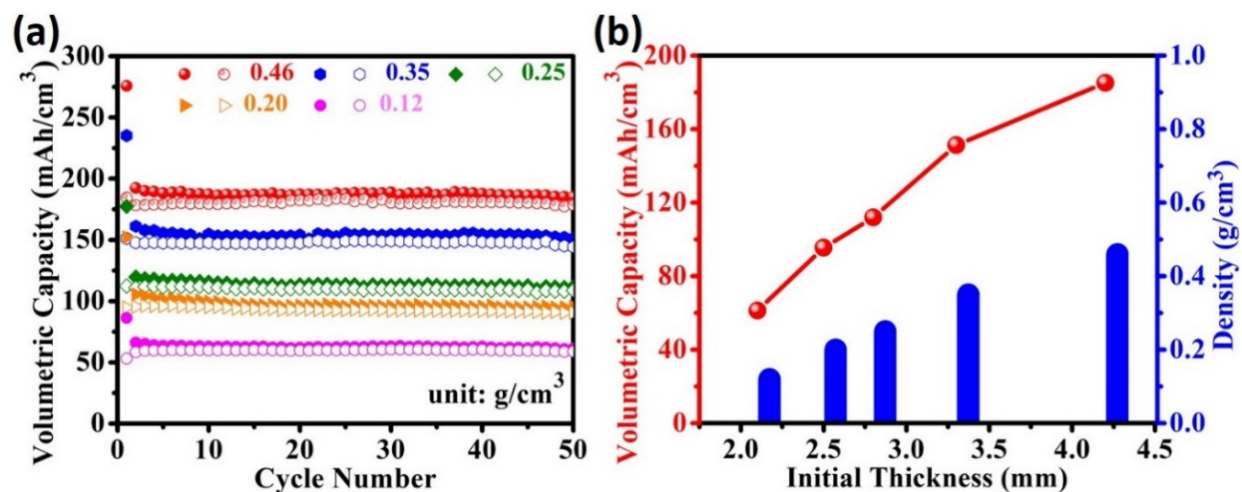 (a)
Volumetric Capacity (mAh/cm³)
300
250
200
150
100
50
0
0.46 0.35 0.25
0.20 0.12
unit: g/cm³
0 10 20 30 40 50
Cycle Number
(b)
Volumetric Capacity (mAh/cm³)
200
160
120
80
40
0
1.0
0.8
0.6
0.4
0.2
0.0
Density (g/cm³)
2.0 2.5 3.0 3.5 4.0 4.5
Initial Thickness (mm)